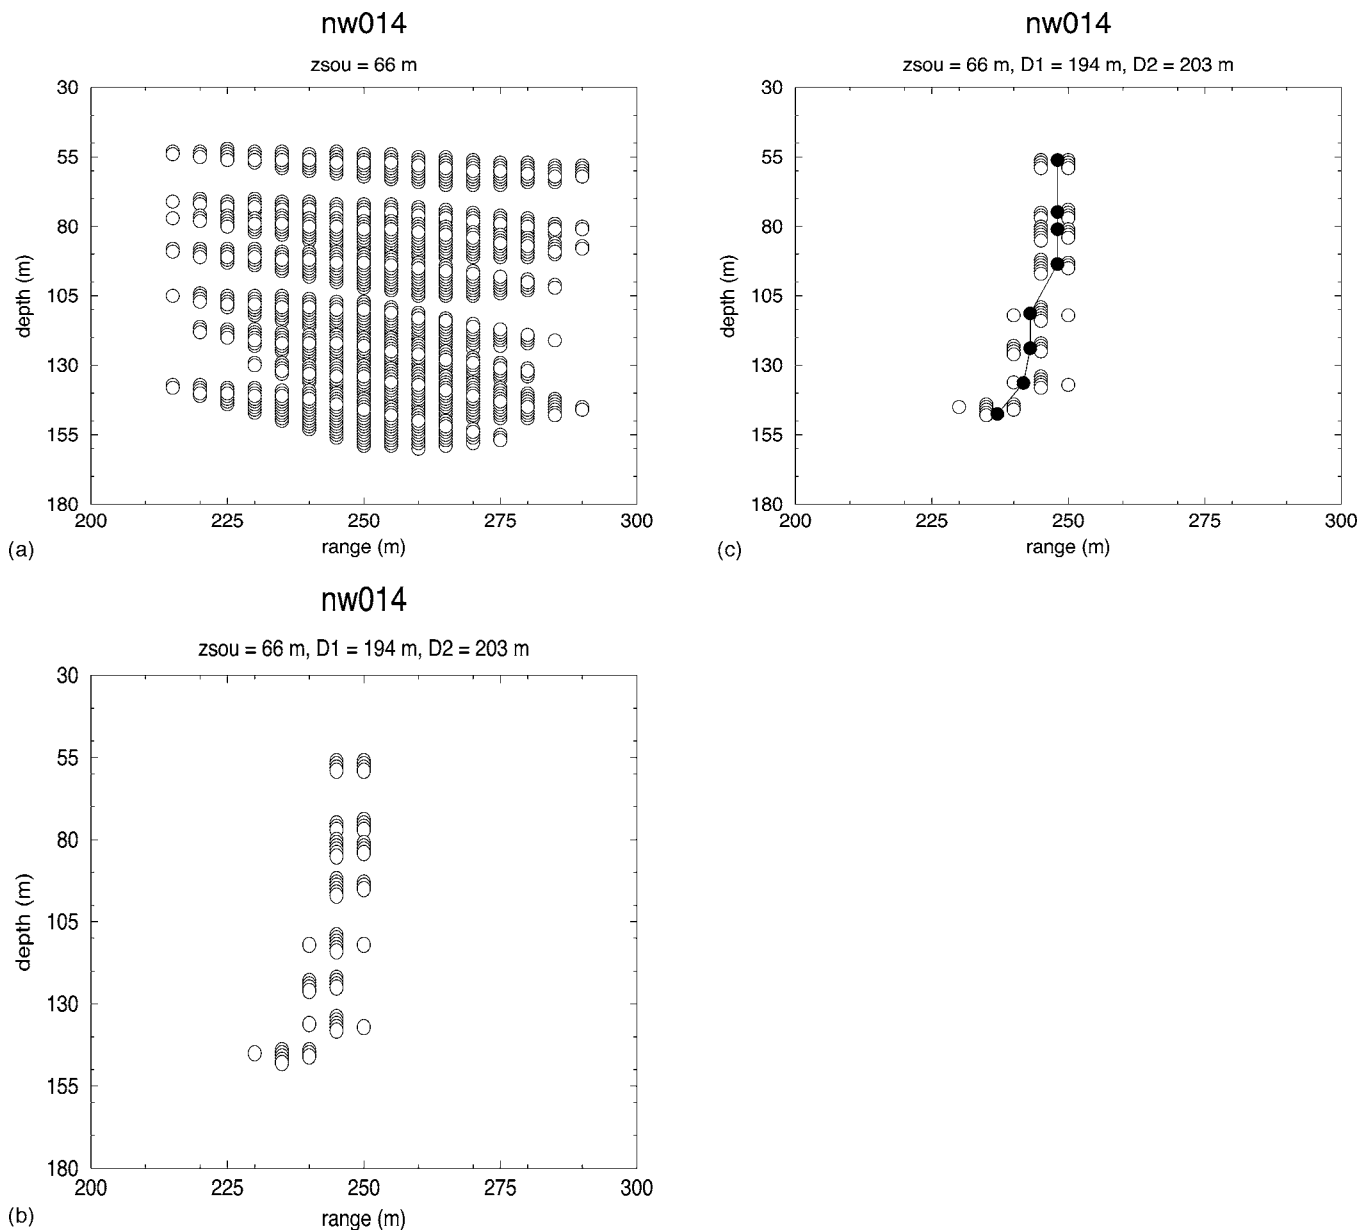 nw014
zsou = 66 m
30
55
80
105
130
155
180
depth (m)
200
225
250
275
300
range (m)
(a)
nw014
zsou = 66 m, D1 = 194 m, D2 = 203 m
30
55
80
105
130
155
180
depth (m)
200
225
250
275
300
range (m)
(c)
nw014
zsou = 66 m, D1 = 194 m, D2 = 203 m
30
55
80
105
130
155
180
depth (m)
200
225
250
275
300
range (m)
(b)